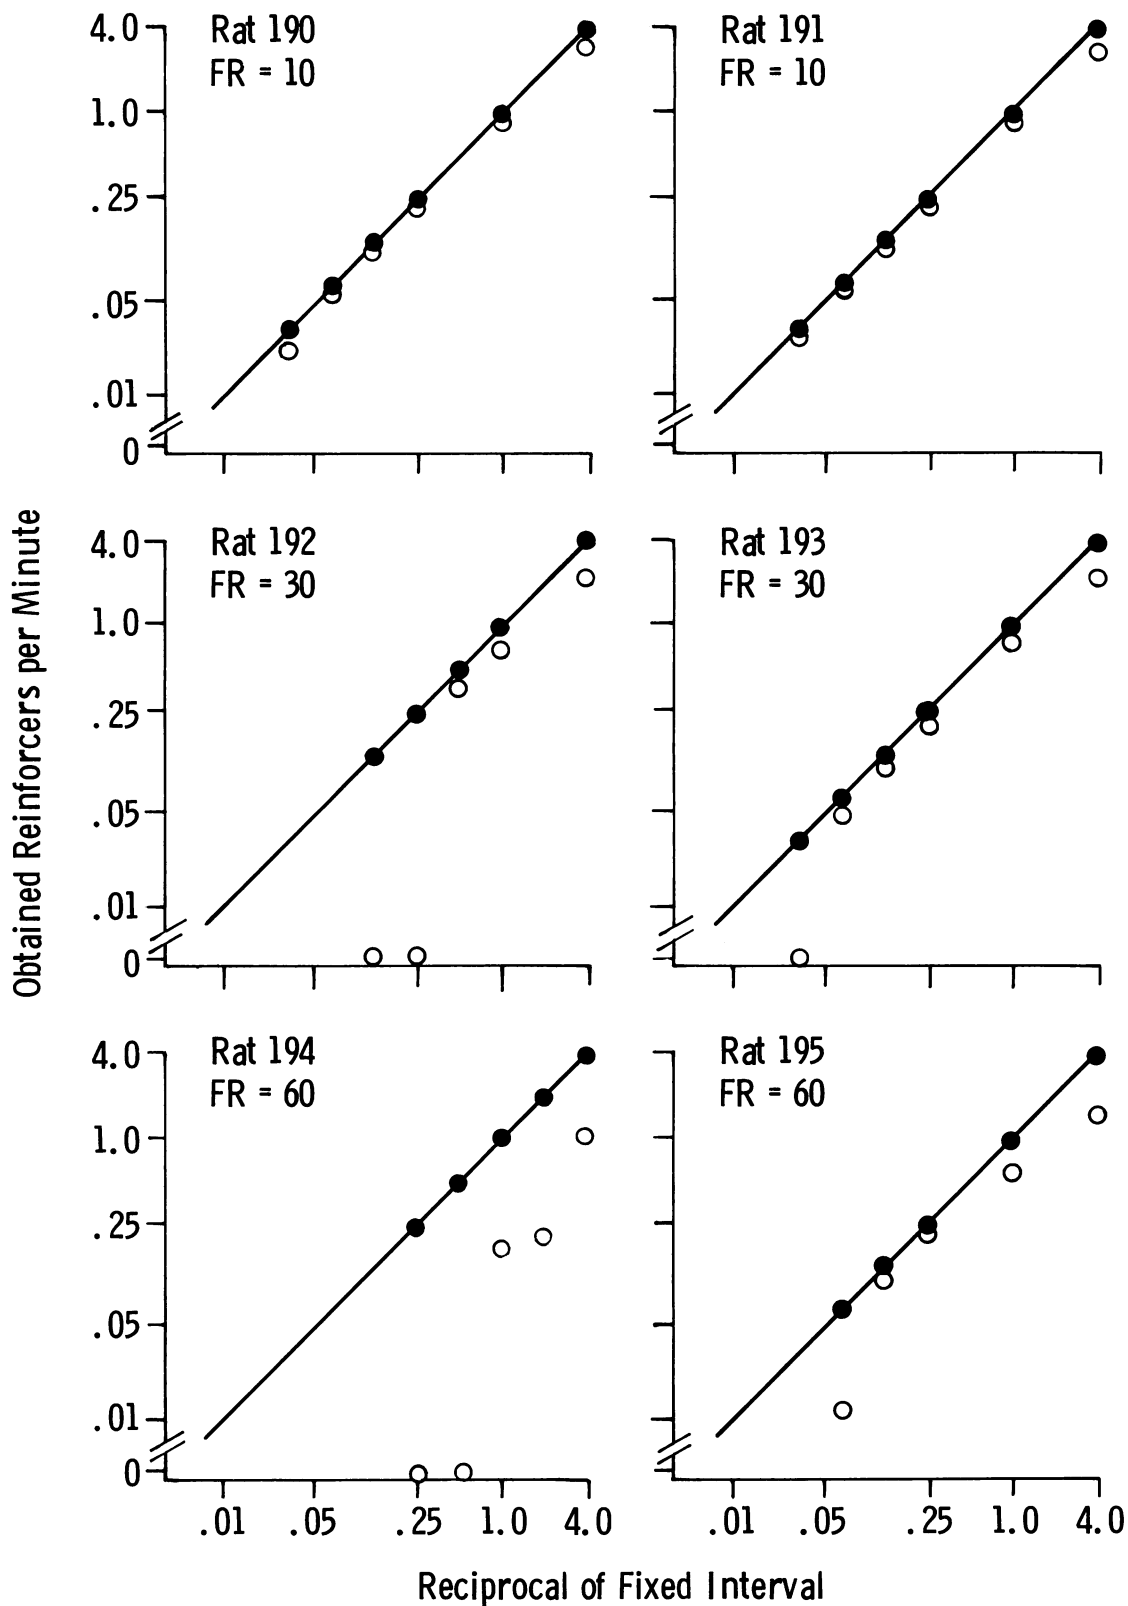 4.0
Rat 190
FR = 10
1.0
.25
.05
.01
0
Rat 191
FR = 10
Obtained Reinforcers per Minute
4.0
Rat 192
FR = 30
1.0
.25
.05
.01
0
Rat 193
FR = 30
4.0
Rat 194
FR = 60
1.0
.25
.05
.01
0
.01 .05 .25 1.0 4.0
Rat 195
FR = 60
.01 .05 .25 1.0 4.0
Reciprocal of Fixed Interval